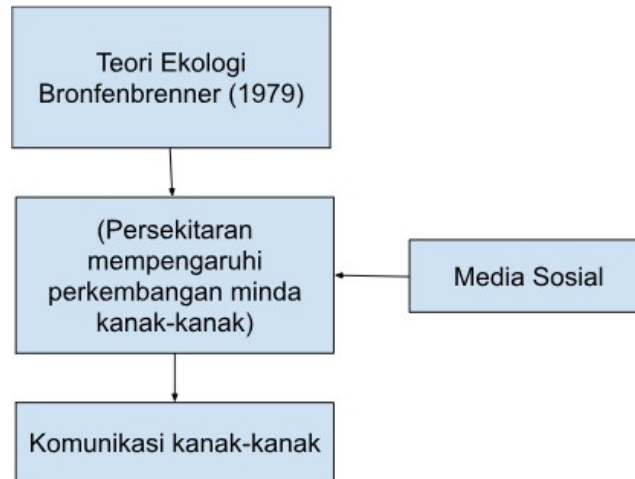 Teori Ekologi
Bronfenbrenner (1979)
(Persekitaran
mempengaruhi
perkembangan minda
kanak-kanak)
Media Sosial
Komunikasi kanak-kanak